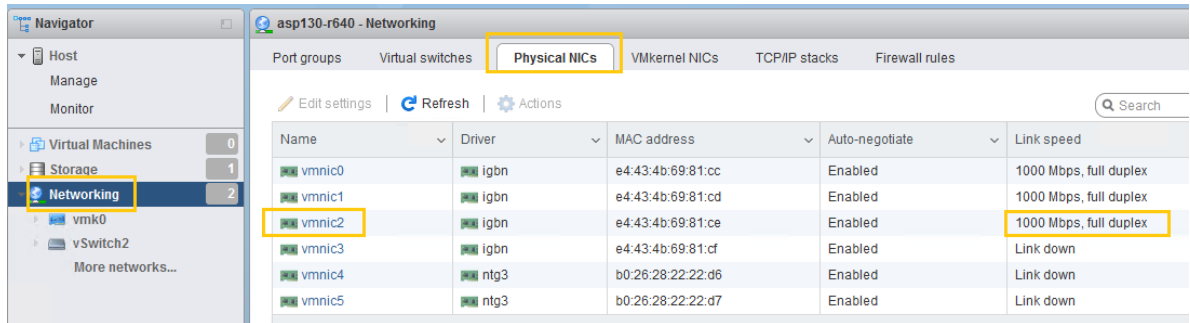 Navigator
Host
Manage
Monitor
Virtual Machines 0
Storage 1
Networking 2
vmk0
vSwitch2
More networks...
asp130-r640 - Networking
Port groups Virtual switches Physical NICs VMkernel NICs TCP/IP stacks Firewall rules
Edit settings Refresh Actions Search
Name Driver MAC address Auto-negotiate Link speed
vmnic0 igbn e4:43:4b:69:81:cc Enabled 1000 Mbps, full duplex
vmnic1 igbn e4:43:4b:69:81:cd Enabled 1000 Mbps, full duplex
vmnic2 igbn e4:43:4b:69:81:ce Enabled 1000 Mbps, full duplex
vmnic3 igbn e4:43:4b:69:81:cf Enabled Link down
vmnic4 ntg3 b0:26:28:22:22:d6 Enabled Link down
vmnic5 ntg3 b0:26:28:22:22:d7 Enabled Link down